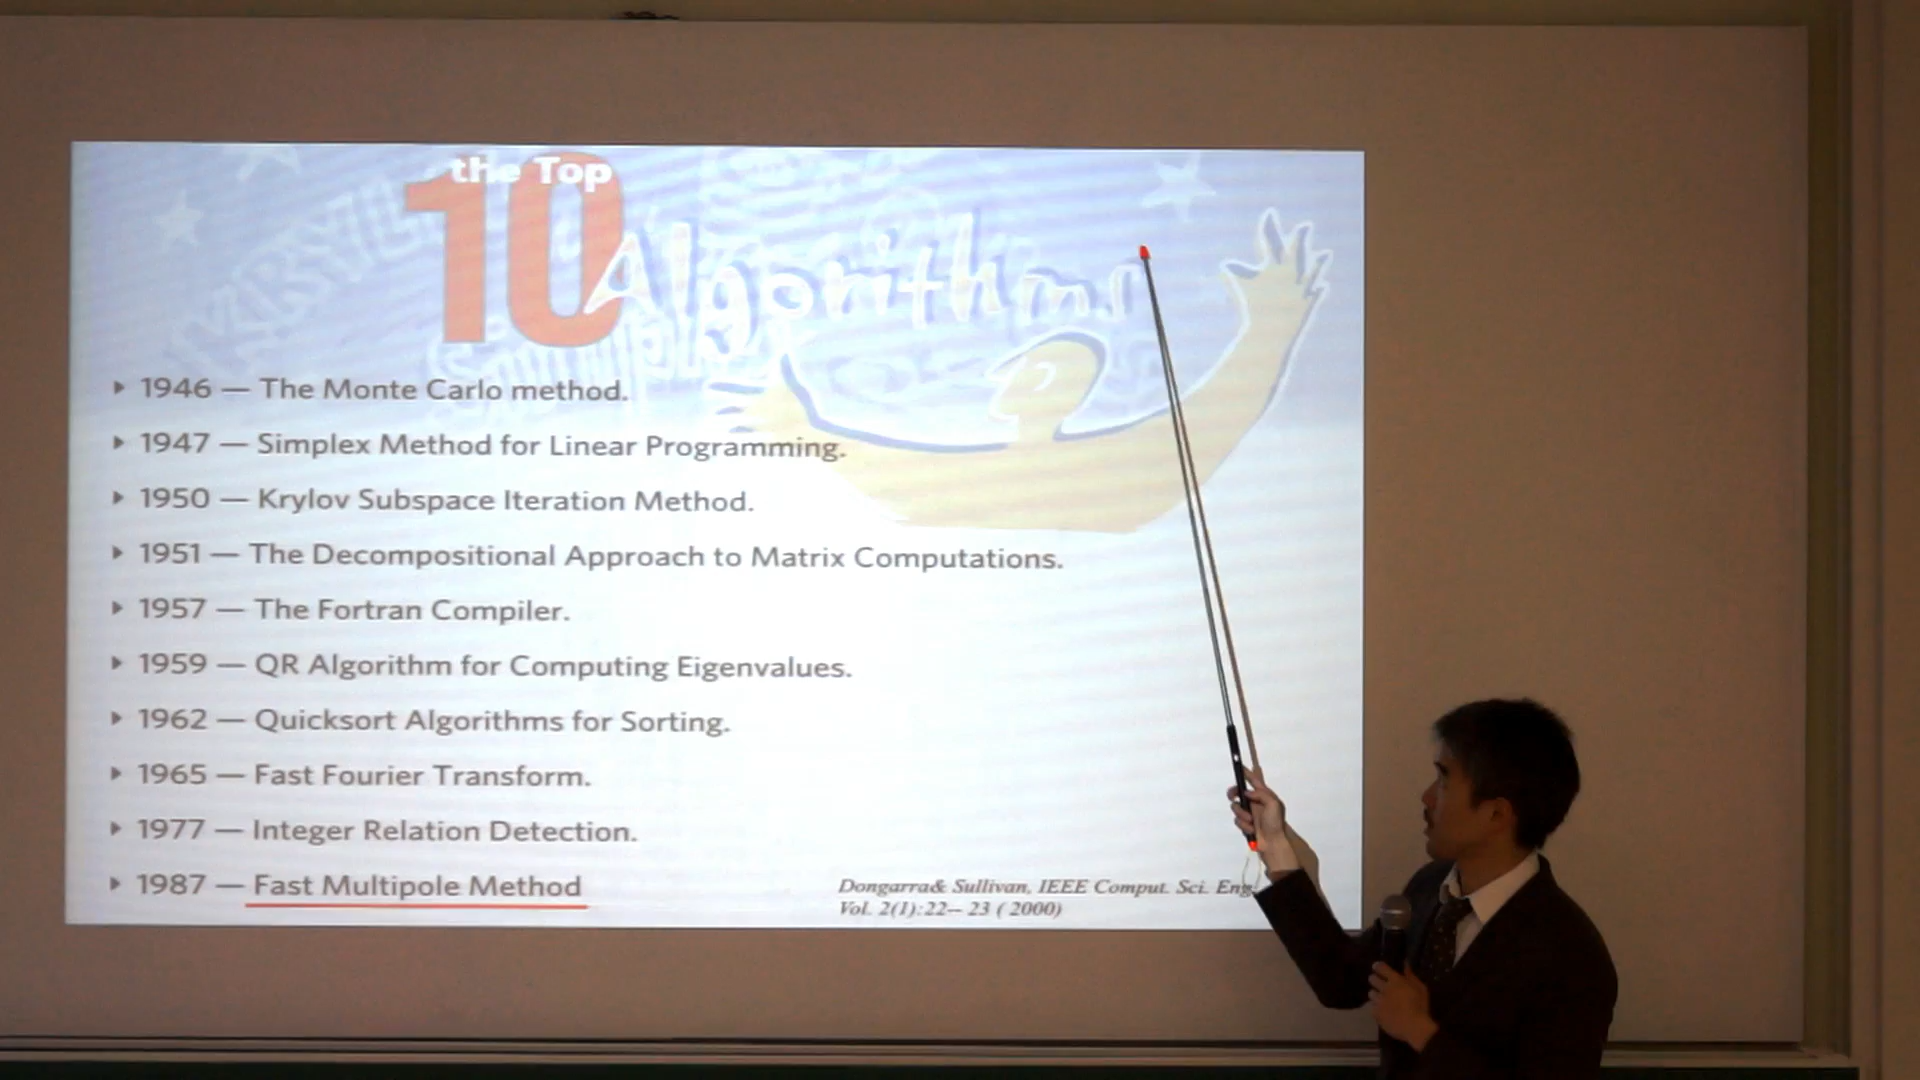 the Top
10
Algorithms
1946 — The Monte Carlo method.
1947 — Simplex Method for Linear Programming.
1950 — Krylov Subspace Iteration Method.
1951 — The Decompositional Approach to Matrix Computations.
1957 — The Fortran Compiler.
1959 — QR Algorithm for Computing Eigenvalues.
1962 — Quicksort Algorithms for Sorting.
1965 — Fast Fourier Transform.
1977 — Integer Relation Detection.
1987 — Fast Multipole Method
Dongarra& Sullivan, IEEE Comput. Sci. Eng.
Vol. 2(1):22— 23 ( 2000)